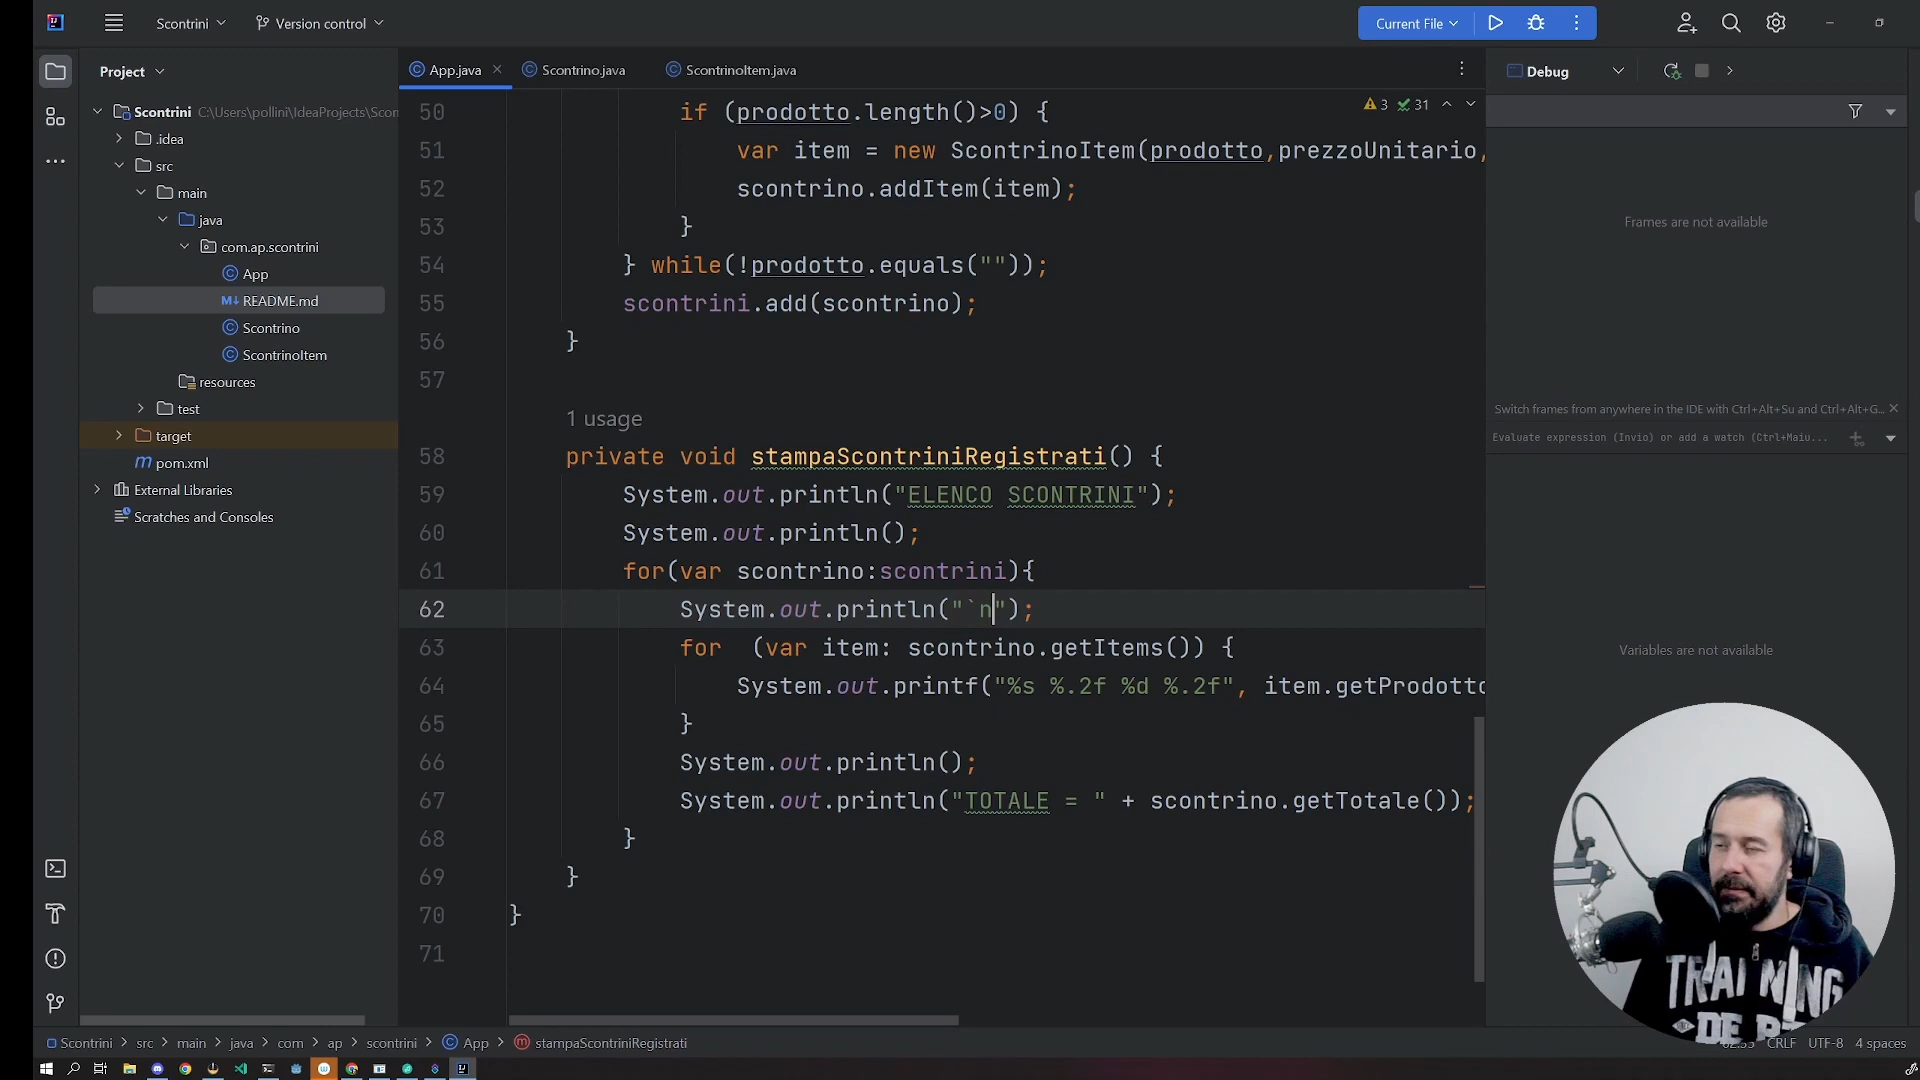 Scontrini
Version control
Current File
Project
App.java
Scontrino.java
ScontrinoItem.java
Debug
Scontrini C:\Users\pollini\IdeaProjects\Scon
.idea
src
main
java
com.ap.scontrini
App
README.md
Scontrino
ScontrinoItem
resources
test
target
pom.xml
External Libraries
Scratches and Consoles
3 31
50 if (prodotto.length()>0) {
51 var item = new ScontrinoItem(prodotto,prezzoUnitario,
52 scontrino.addItem(item);
53 }
54 } while(!prodotto.equals(""));
55 scontrini.add(scontrino);
56 }
57
1 usage
58 private void stampaScontriniRegistrati() {
59 System.out.println("ELENCO SCONTRINI");
60 System.out.println();
61 for(var scontrino:scontrini){
62 System.out.println("`n");
63 for (var item: scontrino.getItems()) {
64 System.out.printf("%s %.2f %d %.2f", item.getProdotto
65 }
66 System.out.println();
67 System.out.println("TOTALE = " + scontrino.getTotale());
68 }
69 }
70 }
71
Frames are not available
Switch frames from anywhere in the IDE with Ctrl+Alt+Su and Ctrl+Alt+G...
Evaluate expression (Invio) or add a watch (Ctrl+Maiu...
Variables are not available
TRAINING
DE
Scontrini > src > main > java > com > ap > scontrini > App > stampaScontriniRegistrati
CRLF UTF-8 4 spaces